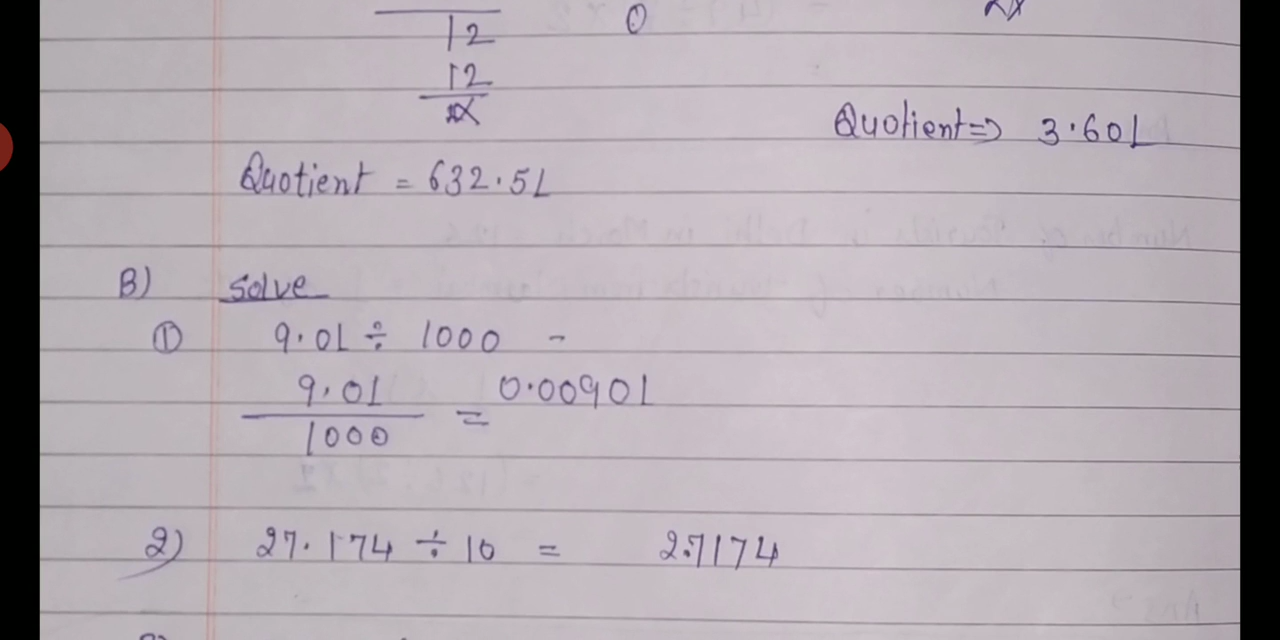 12 0
12
Quotient => 3.601
Quotient = 632.51
B) Solve
① 9.01 ÷ 1000 -
9.01 = 0.00901
1000
2) 27.174 ÷ 10 = 2.7174